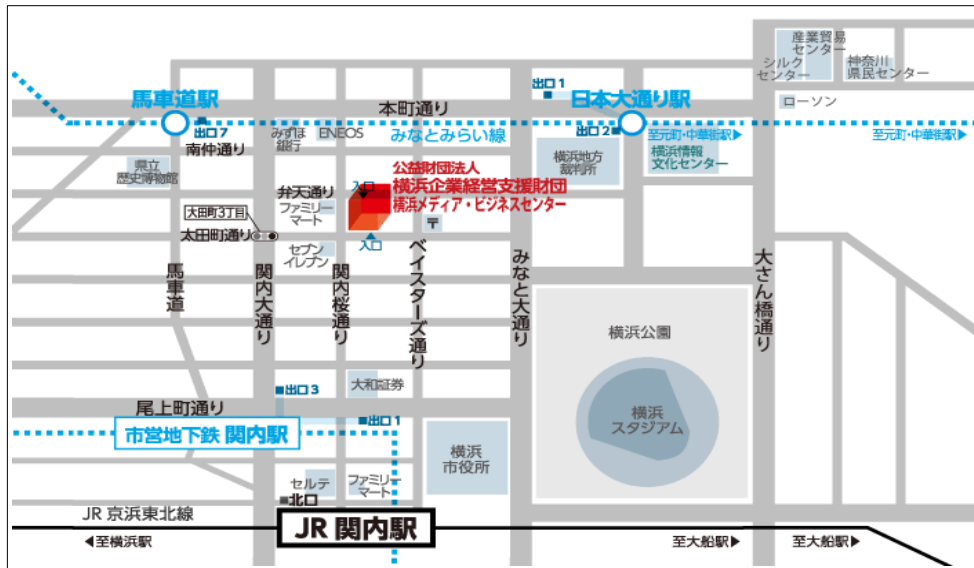 産業貿易
センター
シルク
センター
神奈川
県民センター
ローソン
馬車道駅
出口7
本町通り
出口1
日本大通り駅
出口2
みなとみらい線
至元町・中華街駅▶
至元町・中華街駅▶
南仲通り
みずほ
銀行
ENEOS
横浜地方
裁判所
横浜情報
文化センター
県立
歴史博物館
公益財団法人
横浜企業経営支援財団
横浜メディア・ビジネスセンター
入口
弁天通り
ファミリー
マート
〒
大田町3丁目
太田町通り
入口
セブン
イレブン
馬車道
関内大通り
関内桜通り
ベイスターズ通り
みなと大通り
大さん橋通り
横浜公園
横浜
スタジアム
出口3
大和証券
尾上町通り
出口1
市営地下鉄 関内駅
横浜
市役所
セルテ
ファミリー
マート
北口
JR 京浜東北線
JR 関内駅
◀至横浜駅
至大船駅▶
至大船駅▶